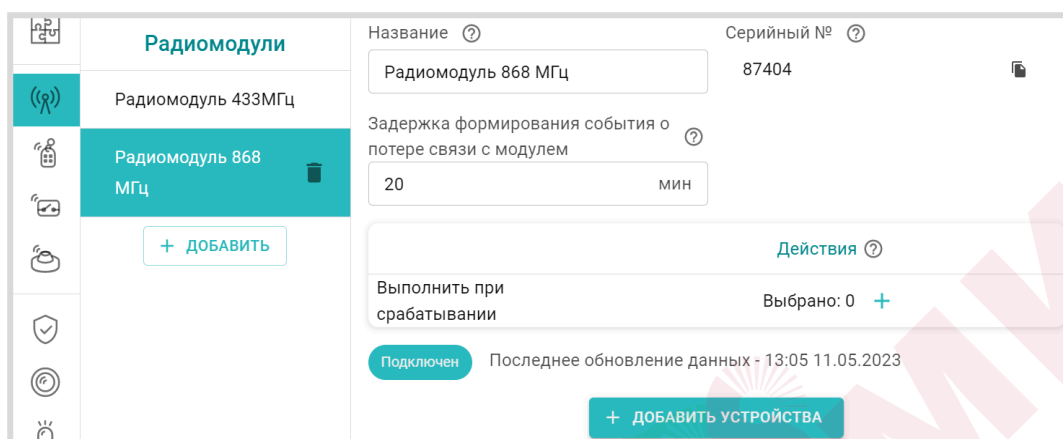 Радиомодули
Радиомодуль 433МГц
Радиомодуль 868
МГц
+ ДОБАВИТЬ
Название ?
Радиомодуль 868 МГц
Серийный № ?
87404
Задержка формирования события о
потере связи с модулем ?
20 мин
Действия ?
Выполнить при
срабатывании
Выбрано: 0 +
Подключен
Последнее обновление данных - 13:05 11.05.2023
+ ДОБАВИТЬ УСТРОЙСТВА